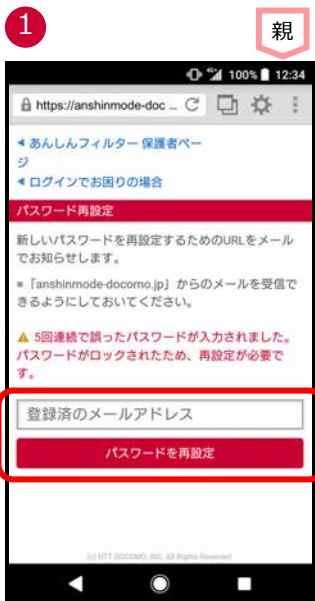 1
親
100% 12:34
https://anshinmode-doc ...
◀ あんしんフィルター 保護者ペー
ジ
◀ ログインでお困りの場合
パスワード再設定
新しいパスワードを再設定するためのURLをメール
でお知らせします。
■「anshinmode-docomo.jp」からのメールを受信で
きるようにしておいてください。
5回連続で誤ったパスワードが入力されました。
パスワードがロックされたため、再設定が必要で
す。
登録済のメールアドレス
パスワードを再設定
(c) NTT DOCOMO, INC. All Rights Reserved.